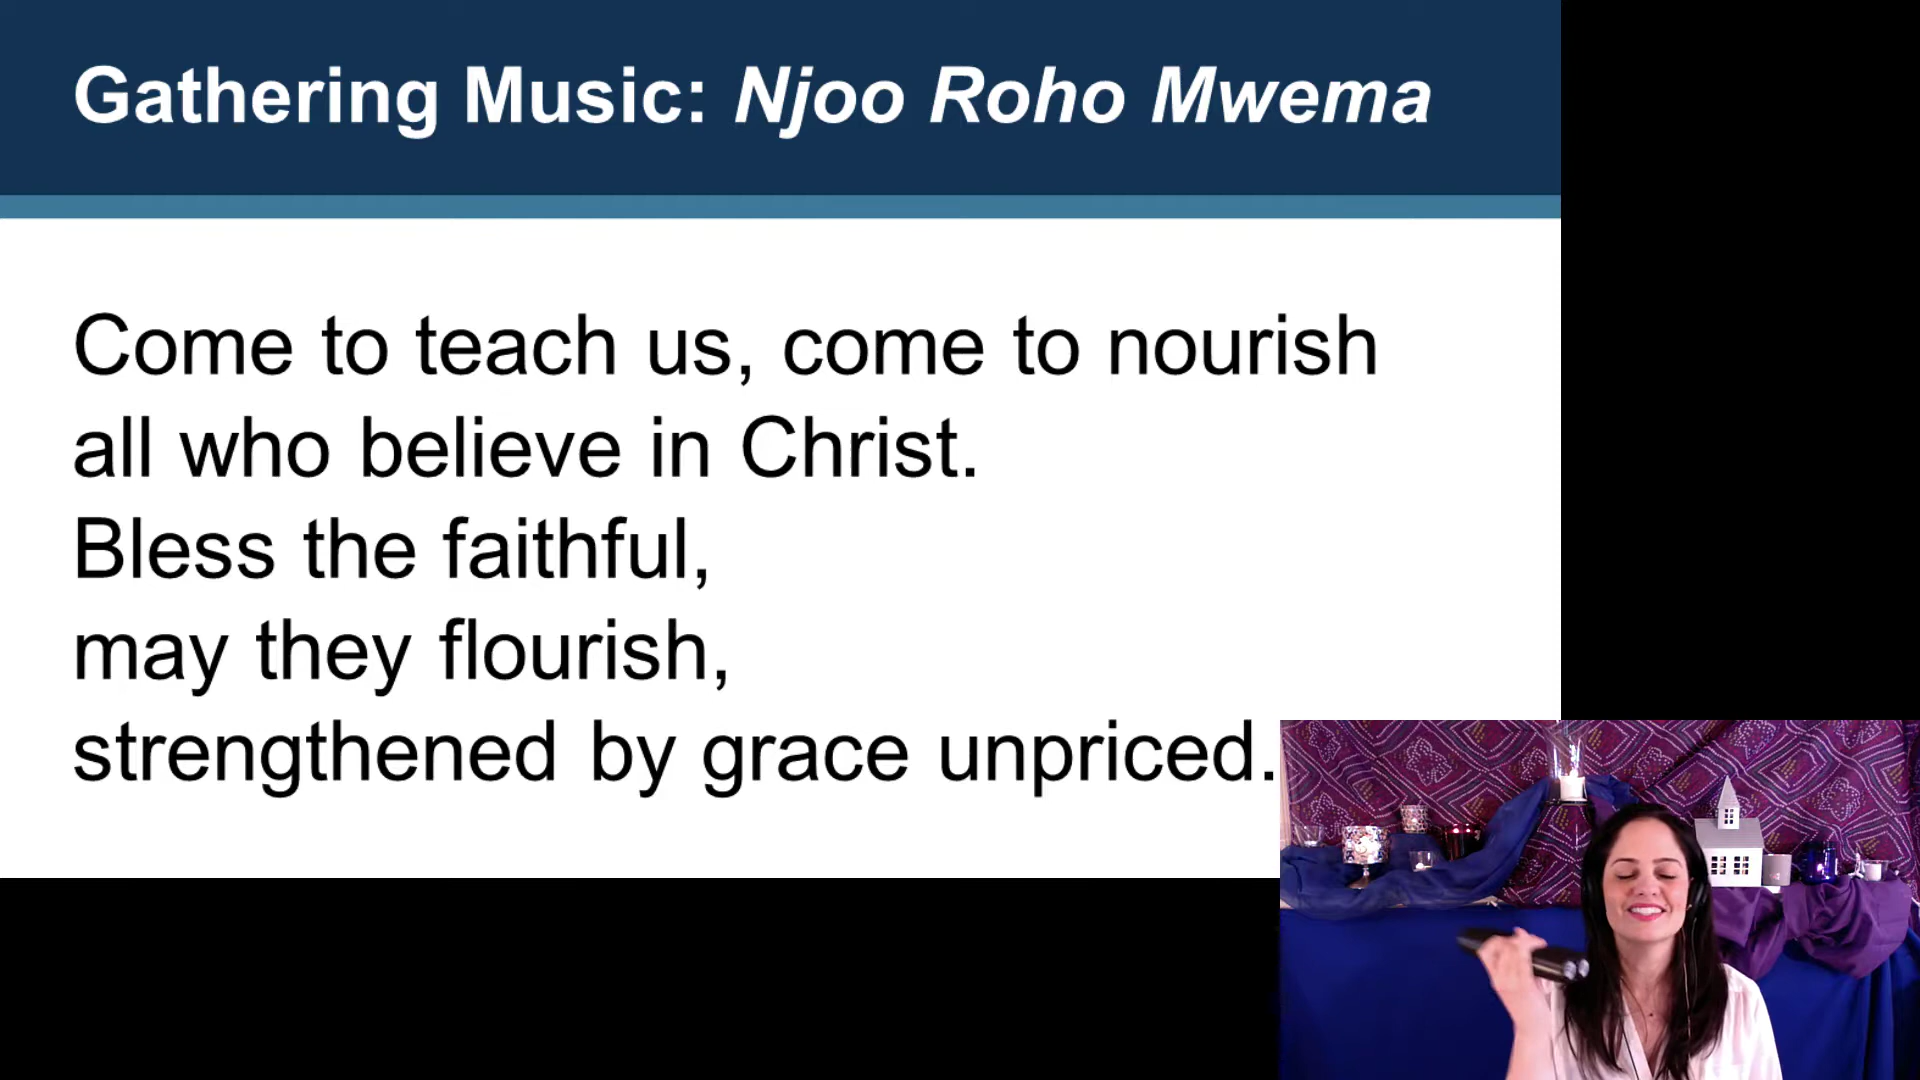 Gathering Music: Njoo Roho Mwema
Come to teach us, come to nourish
all who believe in Christ.
Bless the faithful,
may they flourish,
strengthened by grace unpriced.